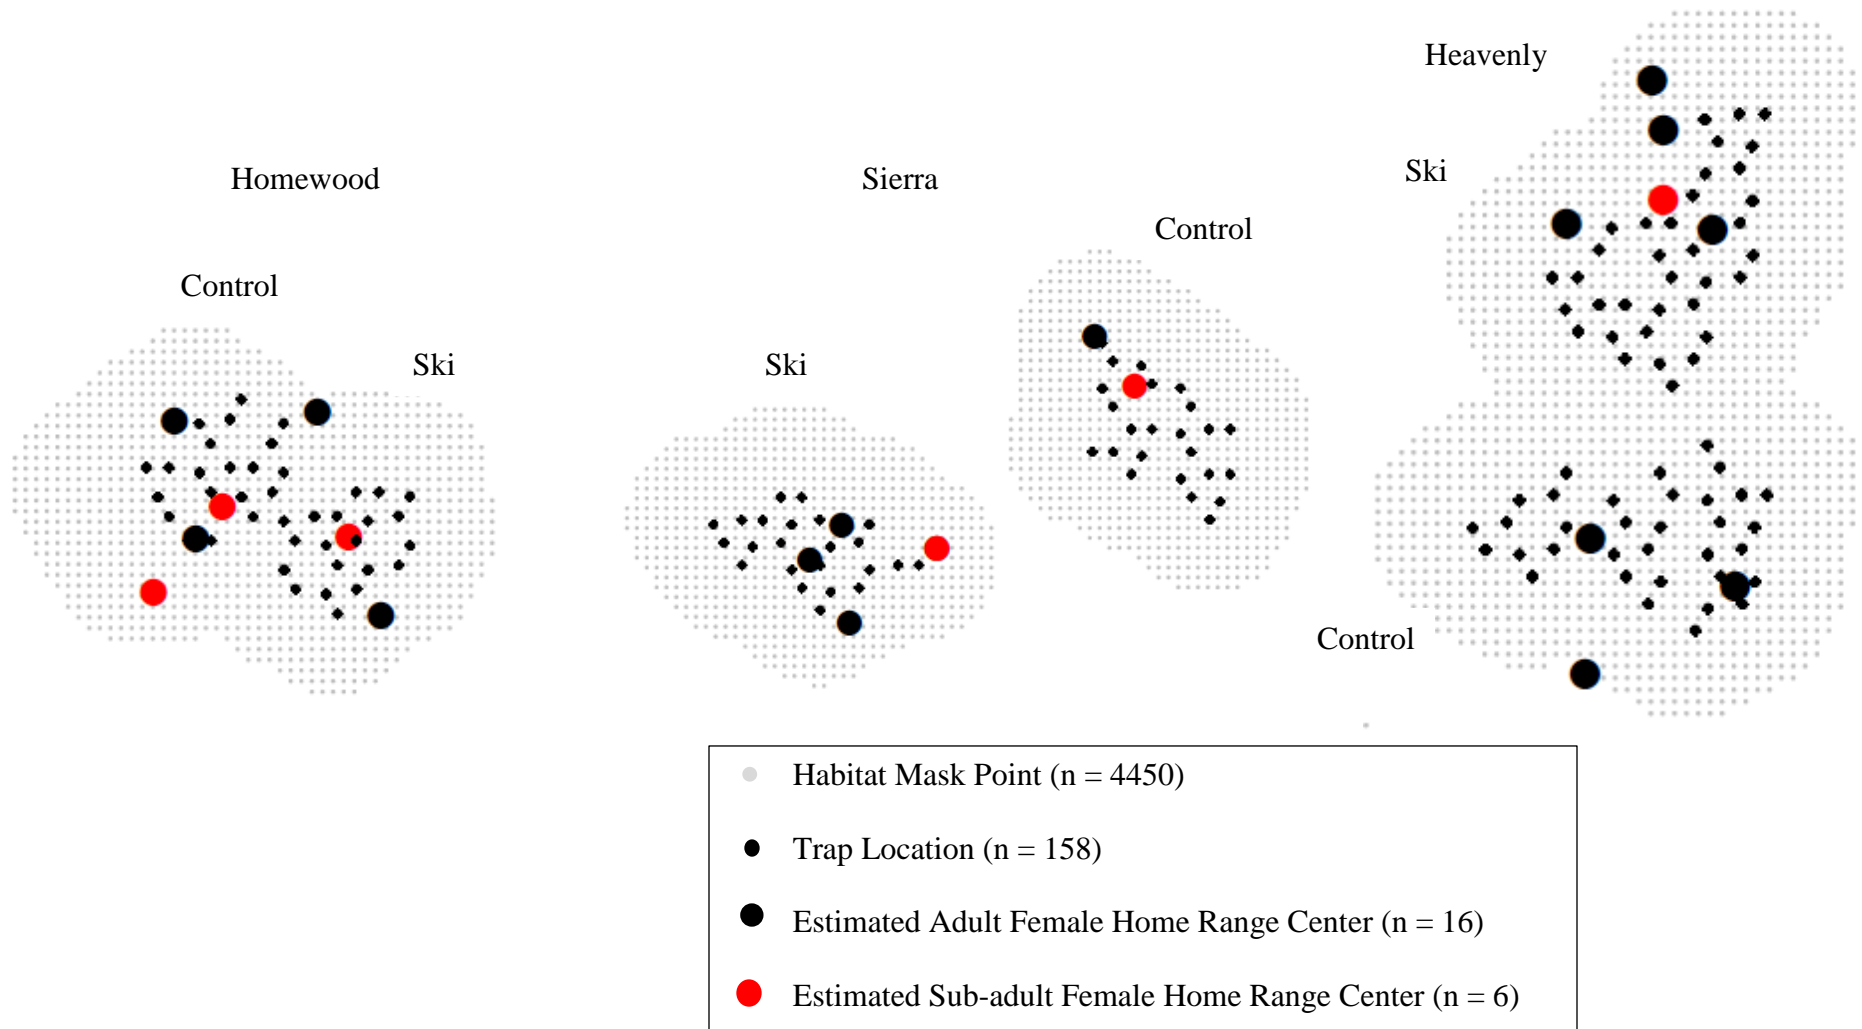 Heavenly
Ski
Homewood
Sierra
Control
Control
Ski
Ski
Control
Habitat Mask Point (n = 4450)
Trap Location (n = 158)
Estimated Adult Female Home Range Center (n = 16)
Estimated Sub-adult Female Home Range Center (n = 6)